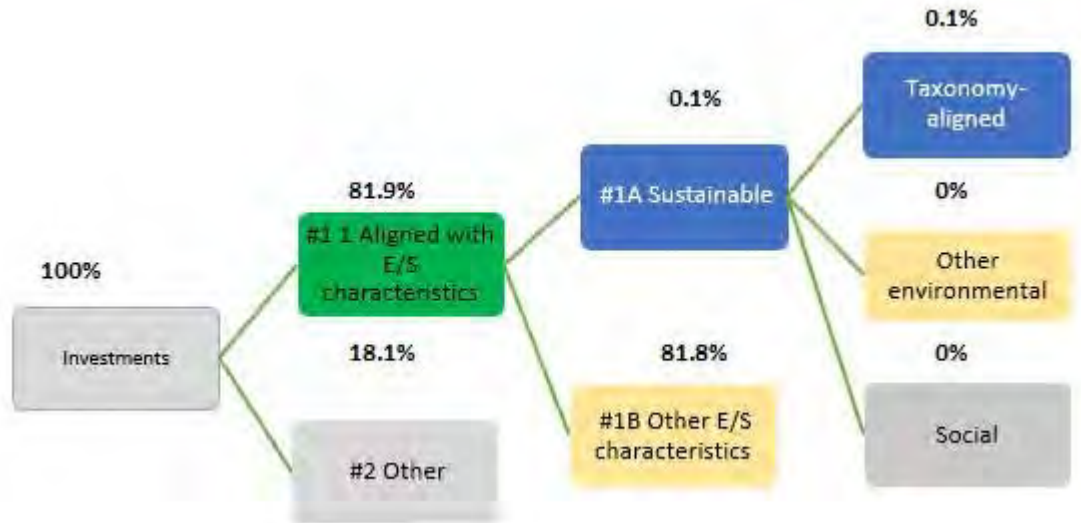 0.1%
Taxonomy-
aligned
0.1%
#1A Sustainable
81.9%
#1 1 Aligned with
E/S
characteristics
0%
Other
environmental
100%
Investments
18.1%
#2 Other
81.8%
#1B Other E/S
characteristics
0%
Social